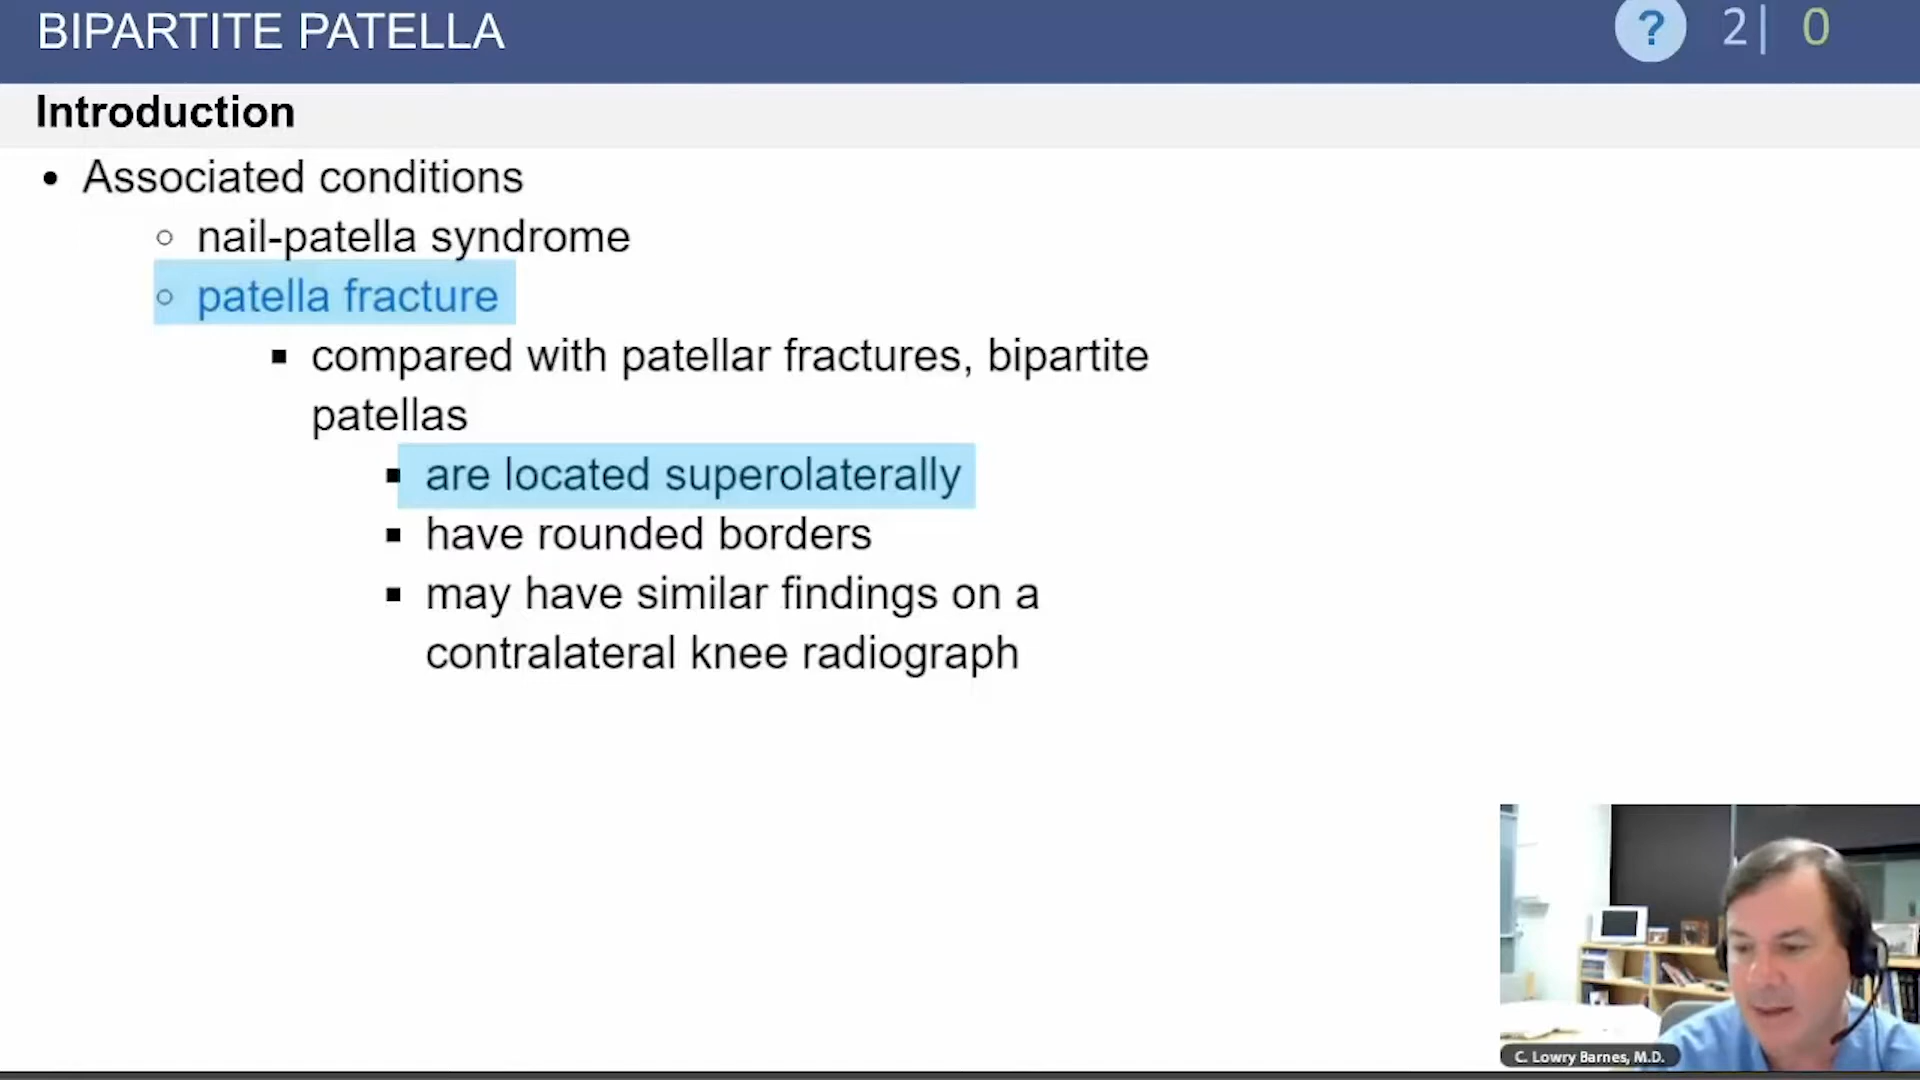 BIPARTITE PATELLA
? 2| 0
Introduction
• Associated conditions
○ nail-patella syndrome
○ patella fracture
▪ compared with patellar fractures, bipartite
patellas
▪ are located superolaterally
▪ have rounded borders
▪ may have similar findings on a
contralateral knee radiograph
C. Lowry Barnes, M.D.